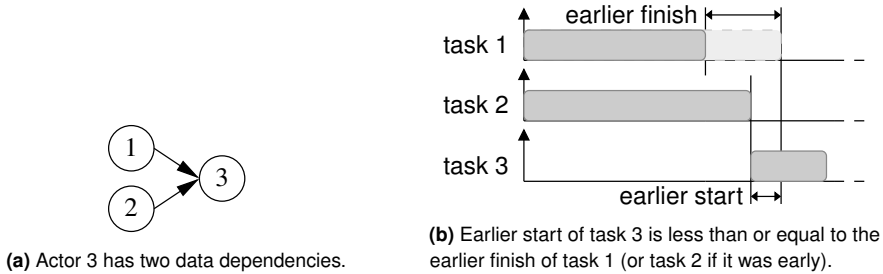 1
2
3
(a) Actor 3 has two data dependencies.
earlier finish
task 1
task 2
task 3
earlier start
(b) Earlier start of task 3 is less than or equal to the
earlier finish of task 1 (or task 2 if it was early).